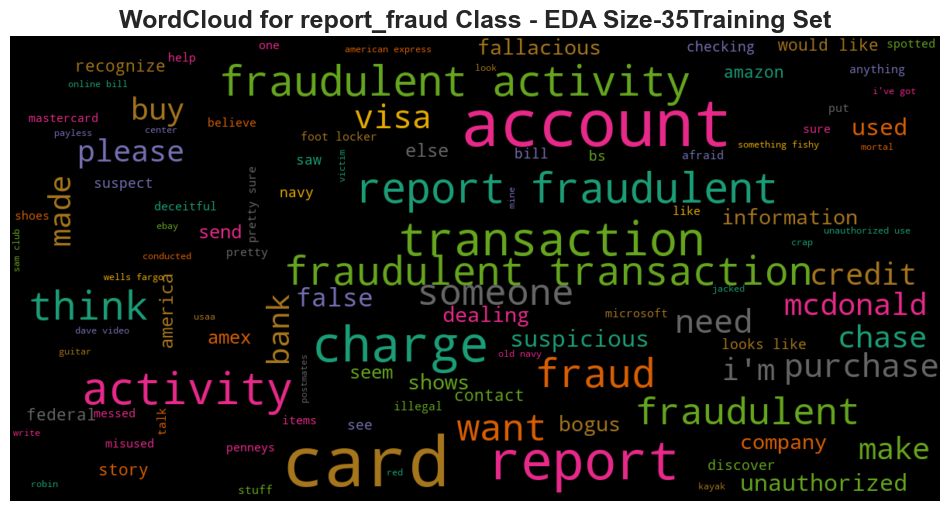 WordCloud for report_fraud Class - EDA Size-35Training Set
one
american express
fallacious
checking
would like
spotted
recognize
help
look
online bill
fraudulent activity
amazon
anything
i've got
buy
visa
account
put
mastercard
payless
center
believe
foot locker
else
sure
used
please
saw
victim
bill
bs
afraid
something fishy
mortal
suspect
navy
pretty sure
report fraudulent
mine
made
deceitful
shoes
ebay
send
like
information
unauthorized use
pretty
transaction
crap
sam club
conducted
wells fargo
fraudulent transaction
credit
think
america
usaa
bank
false
someone
jacked
mcdonald
dealing
microsoft
need
dave video
amex
charge
suspicious
chase
guitar
old navy
looks like
postmates
seem
shows
fraud
i'm
purchase
activity
contact
federal
messed
talk
items
illegal
fraudulent
write
misused
penneys
see
want
bogus
company
make
story
card
red
report
discover
robin
stuff
kayak
unauthorized